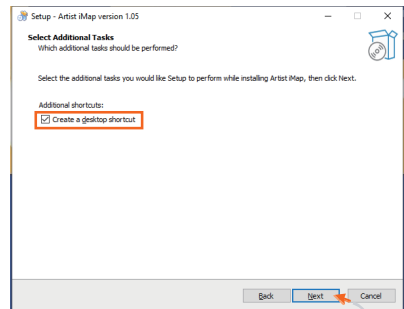 Setup - Artist iMap version 1.05
Select Additional Tasks
Which additional tasks should be performed?
Select the additional tasks you would like Setup to perform while installing Artist iMap, then click Next.
Additional shortcuts:
Create a desktop shortcut
Back Next Cancel